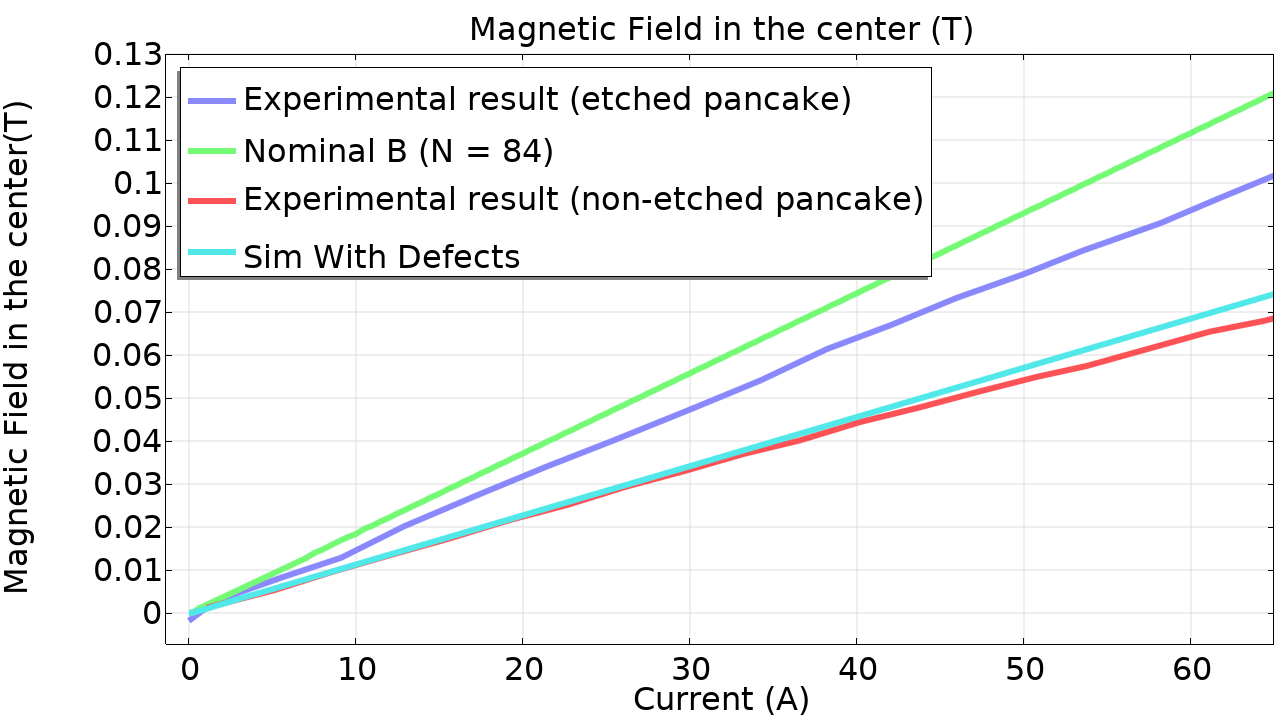 Magnetic Field in the center (T)
Magnetic Field in the center(T)
0.13
0.12
0.11
0.1
0.09
0.08
0.07
0.06
0.05
0.04
0.03
0.02
0.01
0
Experimental result (etched pancake)
Nominal B (N = 84)
Experimental result (non-etched pancake)
Sim With Defects
0 10 20 30 40 50 60
Current (A)